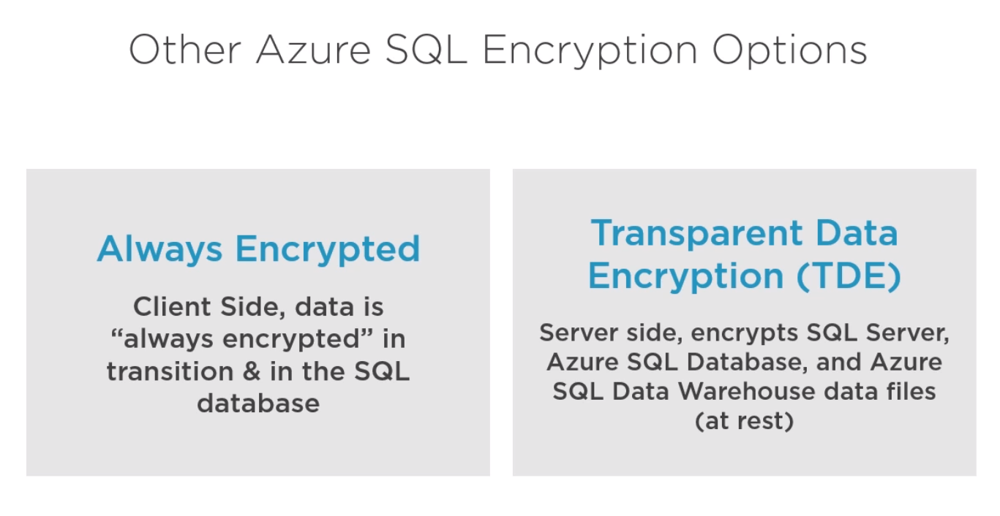 Other Azure SQL Encryption Options
Always Encrypted
Client Side, data is
“always encrypted” in
transition & in the SQL
database
Transparent Data
Encryption (TDE)
Server side, encrypts SQL Server,
Azure SQL Database, and Azure
SQL Data Warehouse data files
(at rest)